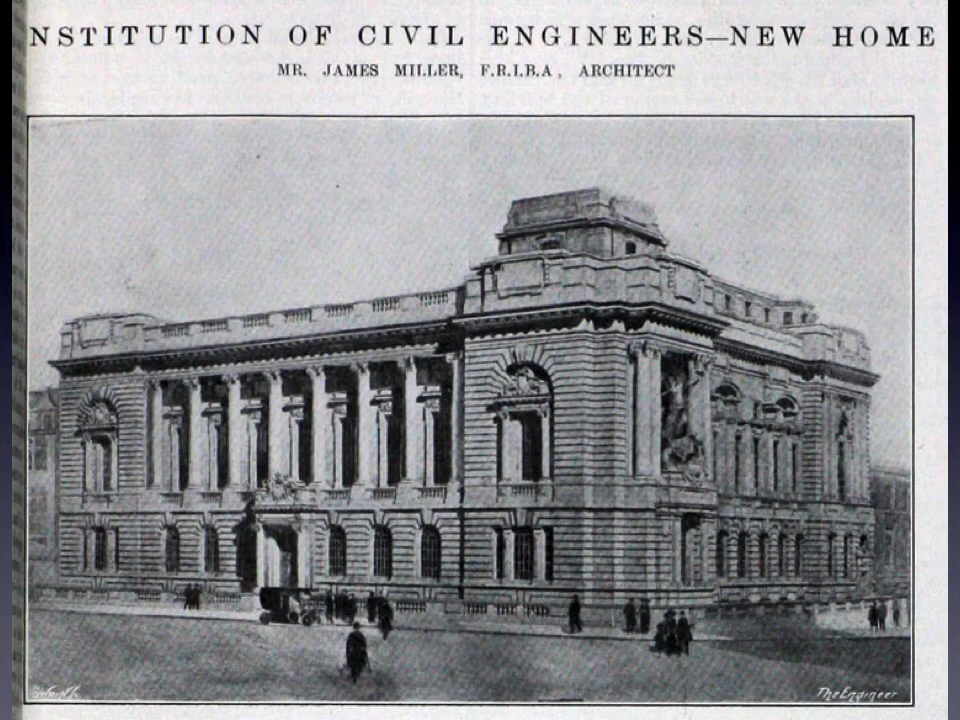 NSTITUTION OF CIVIL ENGINEERS—NEW HOME
MR. JAMES MILLER, F.R.I.B.A, ARCHITECT
The Engineer